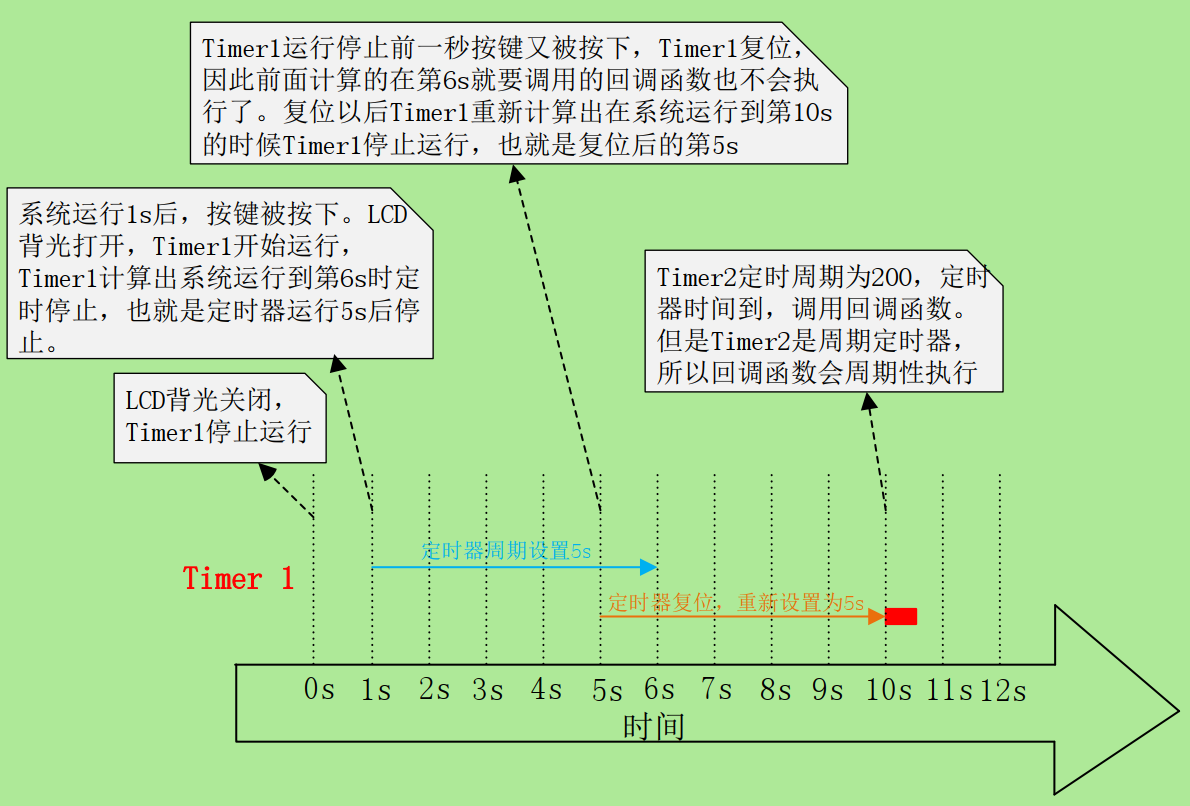 Timer1运行停止前一秒按键又被按下，Timer1复位，
因此前面计算的在第6s就要调用的回调函数也不会执
行了。复位以后Timer1重新计算出在系统运行到第10s
的时候Timer1停止运行，也就是复位后的第5s
系统运行1s后，按键被按下。LCD
背光打开，Timer1开始运行，
Timer1计算出系统运行到第6s时定
时停止，也就是定时器运行5s后停
止。
Timer2定时周期为200，定时
器时间到，调用回调函数。
但是Timer2是周期定时器，
所以回调函数会周期性执行
LCD背光关闭，
Timer1停止运行
定时器周期设置5s
Timer 1
定时器复位，重新设置为5s
0s 1s 2s 3s 4s 5s 6s 7s 8s 9s 10s 11s 12s
时间